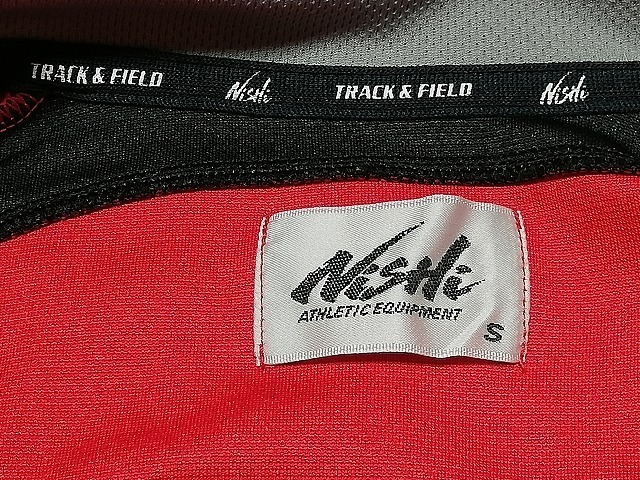 TRACK & FIELD NiSHi TRACK & FIELD NiSHi
NiSHi
ATHLETIC EQUIPMENT
S